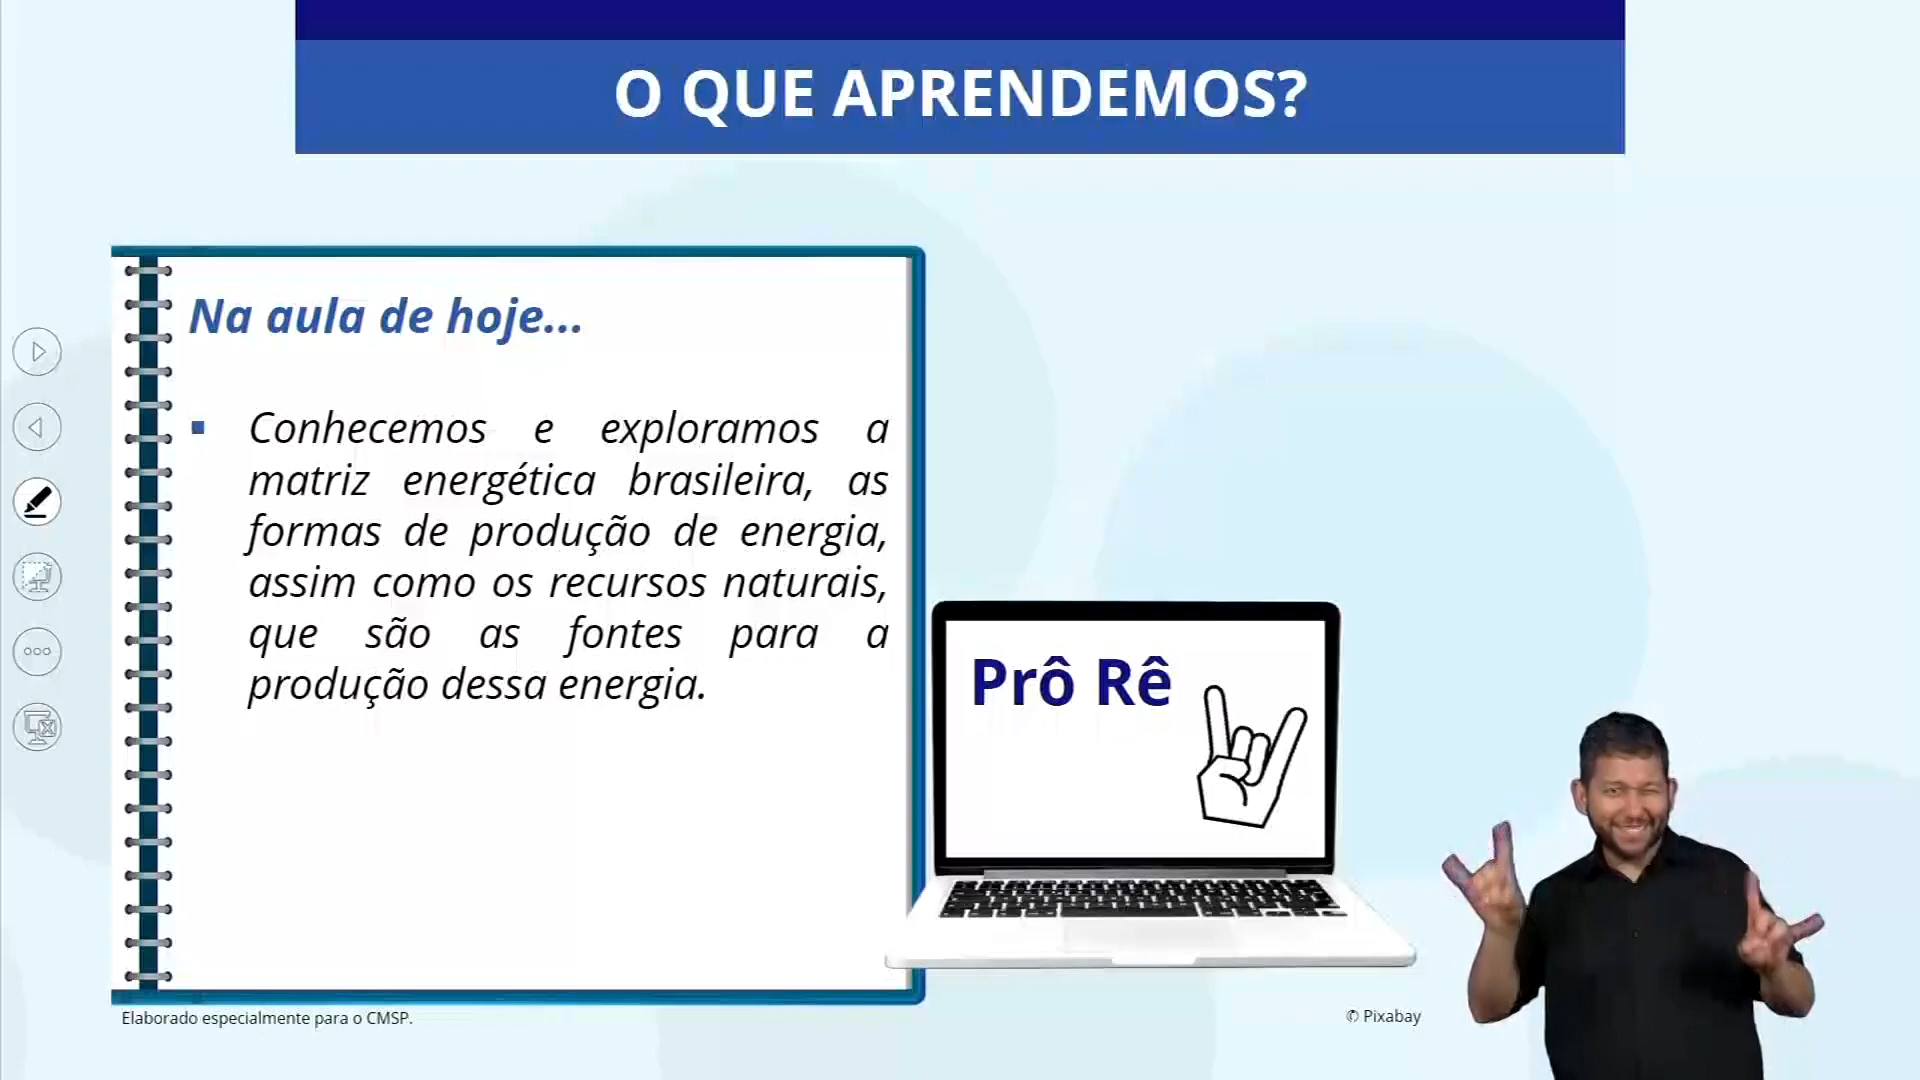 O QUE APRENDEMOS?
Na aula de hoje...
▪ Conhecemos e exploramos a
matriz energética brasileira, as
formas de produção de energia,
assim como os recursos naturais,
que são as fontes para a
produção dessa energia.
Prô Rê
Elaborado especialmente para o CMSP.
© Pixabay